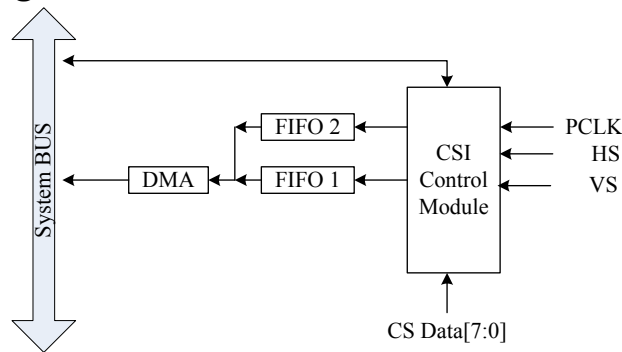 System BUS
FIFO 2
DMA
FIFO 1
CSI
Control
Module
PCLK
HS
VS
CS Data[7:0]